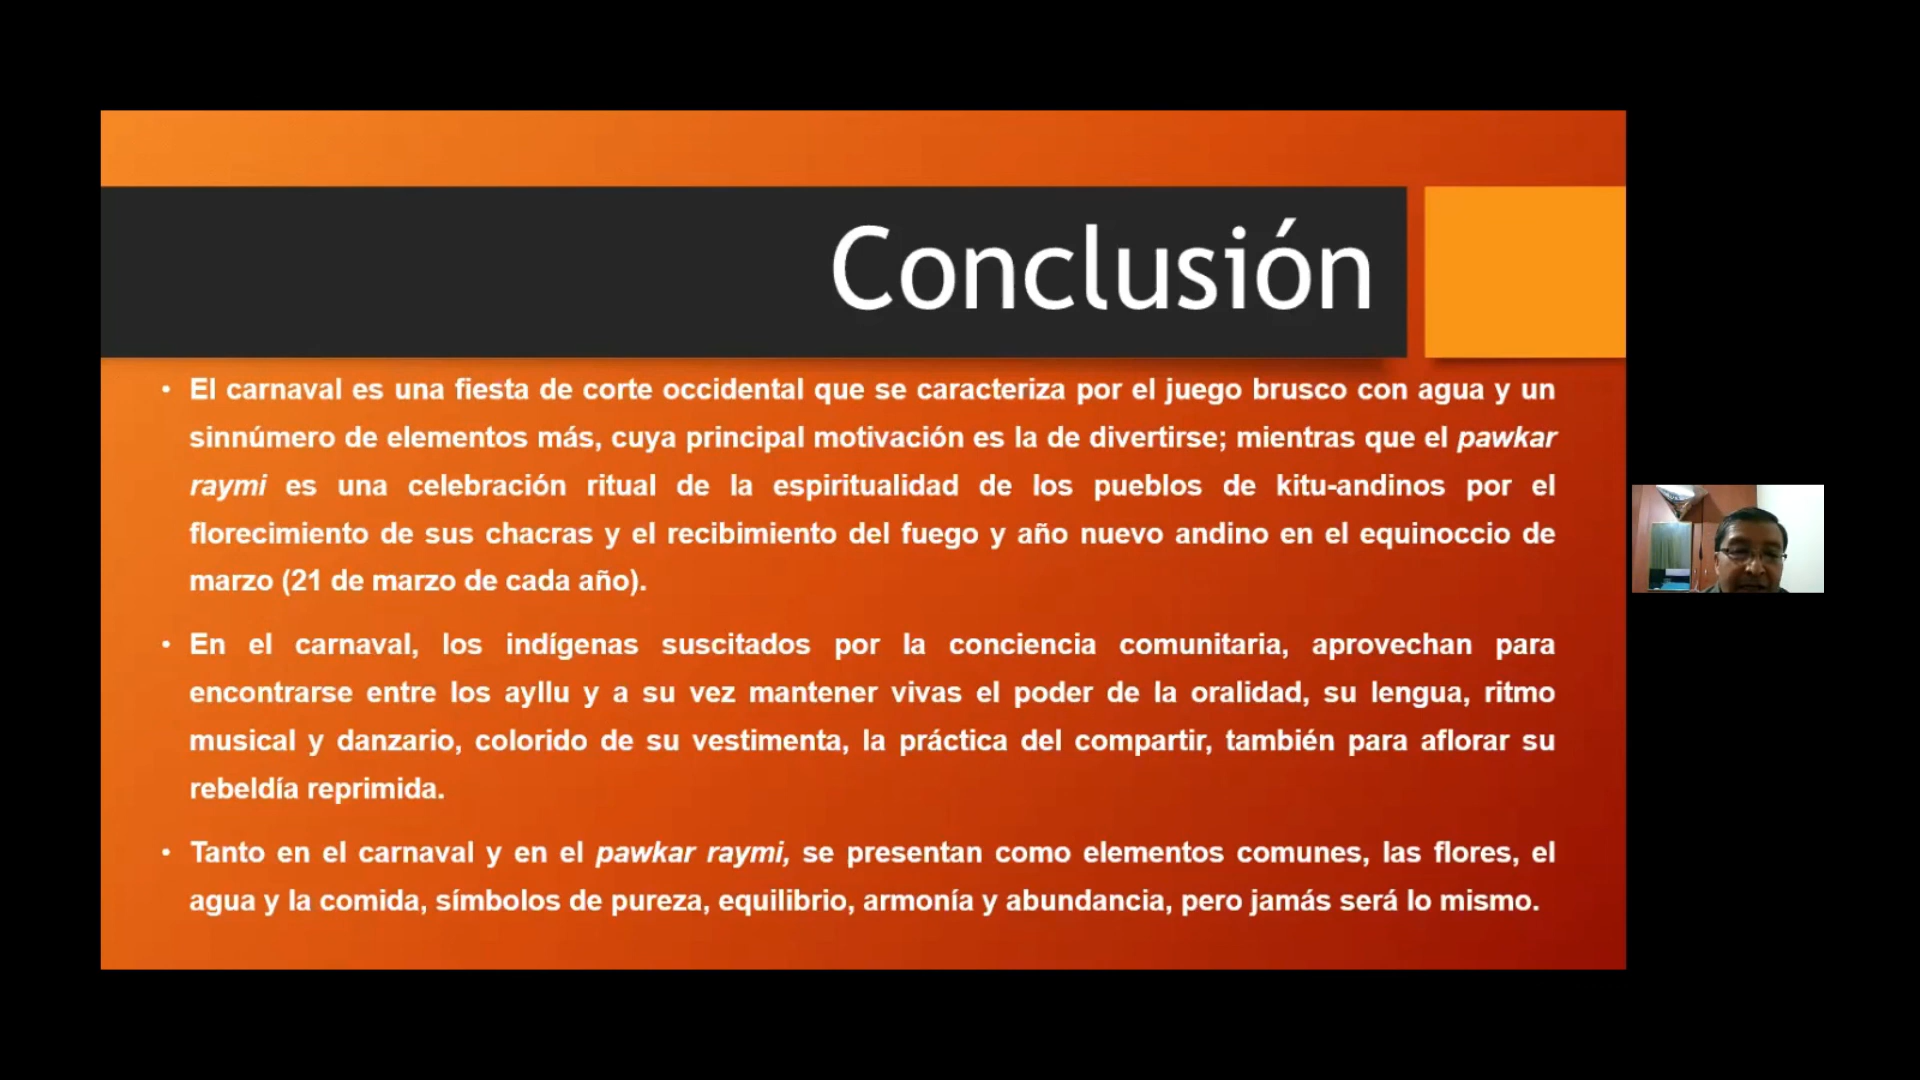 Conclusión
• El carnaval es una fiesta de corte occidental que se caracteriza por el juego brusco con agua y un
sinnúmero de elementos más, cuya principal motivación es la de divertirse; mientras que el pawkar
raymi es una celebración ritual de la espiritualidad de los pueblos de kitu-andinos por el
florecimiento de sus chacras y el recibimiento del fuego y año nuevo andino en el equinoccio de
marzo (21 de marzo de cada año).
• En el carnaval, los indígenas suscitados por la conciencia comunitaria, aprovechan para
encontrarse entre los ayllu y a su vez mantener vivas el poder de la oralidad, su lengua, ritmo
musical y danzario, colorido de su vestimenta, la práctica del compartir, también para aflorar su
rebeldía reprimida.
• Tanto en el carnaval y en el pawkar raymi, se presentan como elementos comunes, las flores, el
agua y la comida, símbolos de pureza, equilibrio, armonía y abundancia, pero jamás será lo mismo.